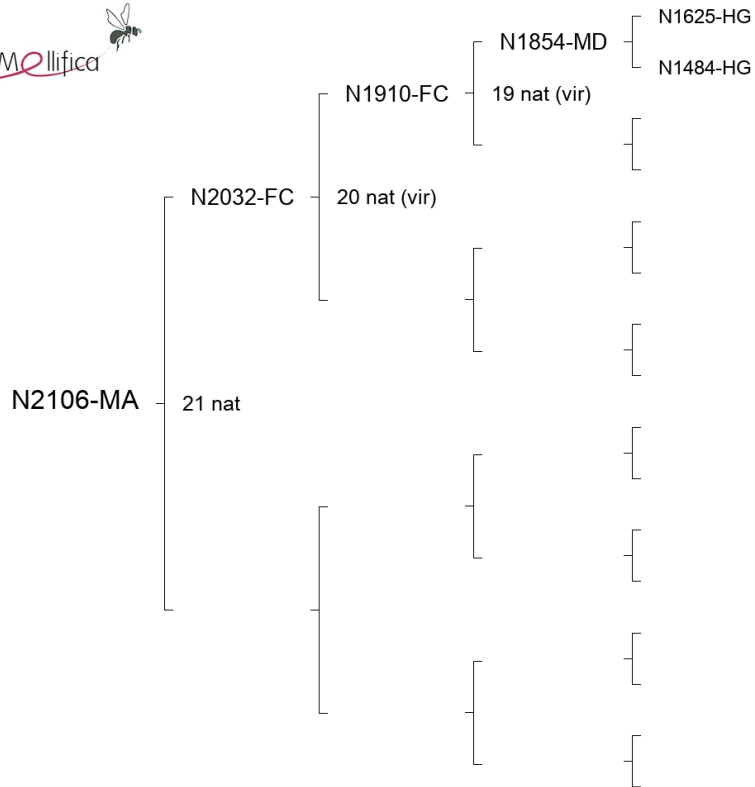 Mellifica
N1625-HG
N1854-MD
N1484-HG
N1910-FC
19 nat (vir)
N2032-FC
20 nat (vir)
N2106-MA
21 nat